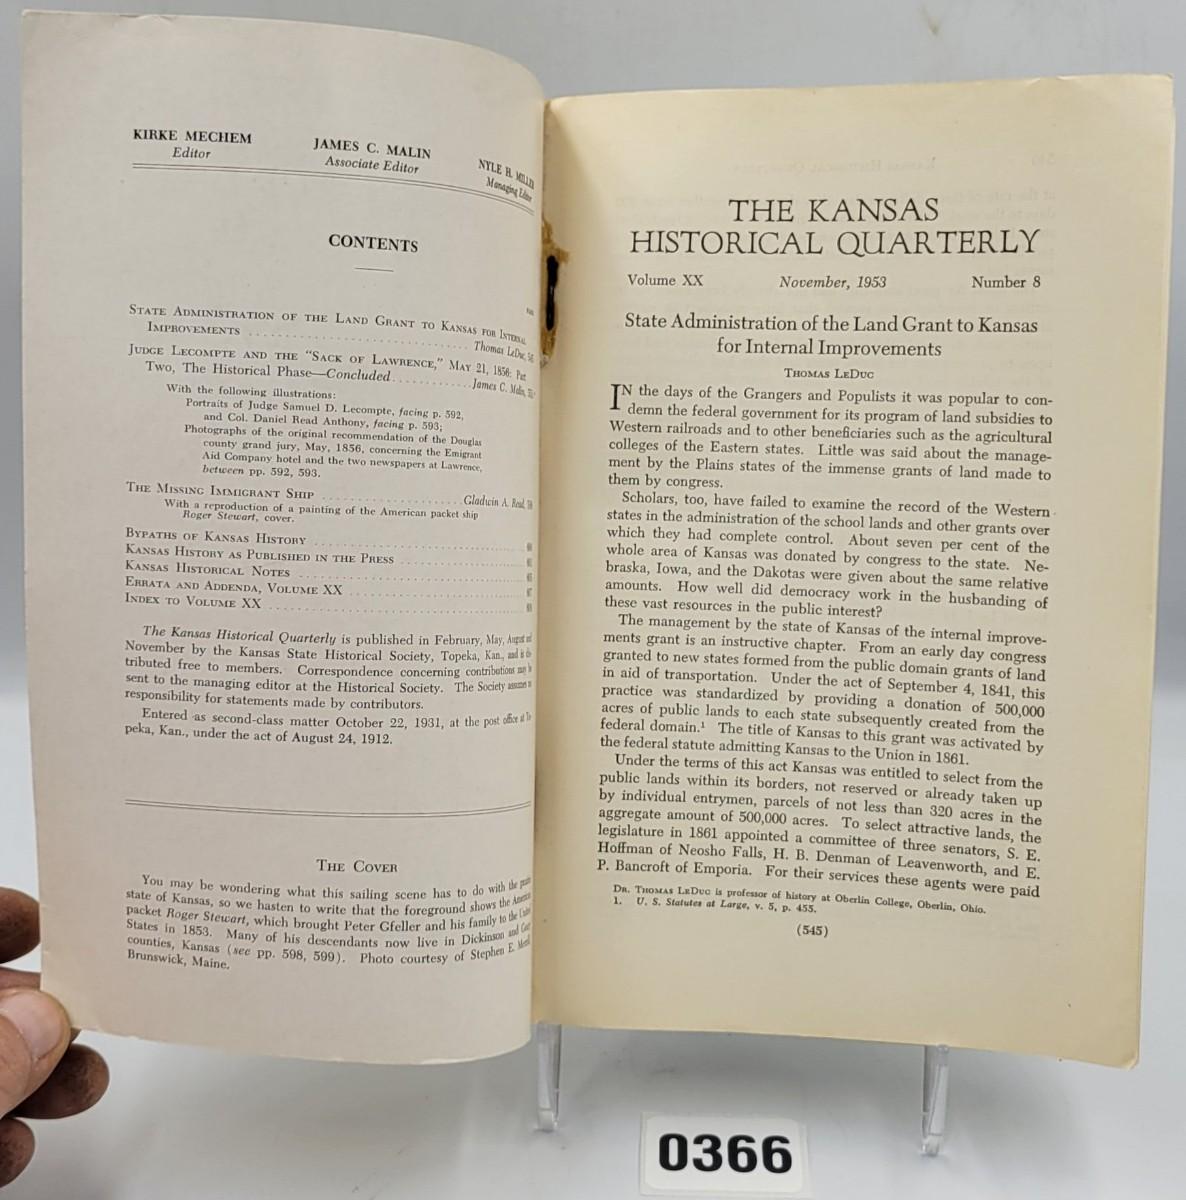 KIRKE MECHEM
Editor
JAMES C. MALIN
Associate Editor
NYLE H. MILLER
Managing Editor
CONTENTS
State Administration of the Land Grant to Kansas for Internal
Improvements .......... Thomas LeDuc,
Judge Lecompte and the "Sack of Lawrence," May 21, 1856: Part
Two, The Historical Phase—Concluded .......... James C. Malin,
With the following illustrations:
Portraits of Judge Samuel D. Lecompte, facing p. 592,
and Col. Daniel Read Anthony, facing p. 593;
Photographs of the original recommendation of the Douglas
county grand jury, May, 1856, concerning the Emigrant
Aid Company hotel and the two newspapers at Lawrence,
between pp. 592, 593.
The Missing Immigrant Ship .......... Gladwin A. Read,
With a reproduction of a painting of the American packet ship
Roger Stewart, cover.
Bypaths of Kansas History ..........
Kansas History as Published in the Press ..........
Kansas Historical Notes ..........
Errata and Addenda, Volume XX ..........
Index to Volume XX ..........
The Kansas Historical Quarterly is published in February, May, August and
November by the Kansas State Historical Society, Topeka, Kan., and is dis-
tributed free to members. Correspondence concerning contributions may be
sent to the managing editor at the Historical Society. The Society assumes no
responsibility for statements made by contributors.
Entered as second-class matter October 22, 1931, at the post office at To-
peka, Kan., under the act of August 24, 1912.
The Cover
You may be wondering what this sailing scene has to do with the
state of Kansas, so we hasten to write that the foreground shows the American
packet Roger Stewart, which brought Peter Gfeller and his family to the United
States in 1853. Many of his descendants now live in Dickinson and
counties, Kansas (see pp. 598, 599). Photo courtesy of Stephen E.
Brunswick, Maine.
THE KANSAS
HISTORICAL QUARTERLY
Volume XX November, 1953 Number 8
State Administration of the Land Grant to Kansas
for Internal Improvements
Thomas LeDuc
IN the days of the Grangers and Populists it was popular to con-
demn the federal government for its program of land subsidies to
Western railroads and to other beneficiaries such as the agricultural
colleges of the Eastern states. Little was said about the manage-
ment by the Plains states of the immense grants of land made to
them by congress.
Scholars, too, have failed to examine the record of the Western
states in the administration of the school lands and other grants over
which they had complete control. About seven per cent of the
whole area of Kansas was donated by congress to the state. Ne-
braska, Iowa, and the Dakotas were given about the same relative
amounts. How well did democracy work in the husbanding of
these vast resources in the public interest?
The management by the state of Kansas of the internal improve-
ments grant is an instructive chapter. From an early day congress
granted to new states formed from the public domain grants of land
in aid of transportation. Under the act of September 4, 1841, this
practice was standardized by providing a donation of 500,000
acres of public lands to each state subsequently created from the
federal domain.¹ The title of Kansas to this grant was activated by
the federal statute admitting Kansas to the Union in 1861.
Under the terms of this act Kansas was entitled to select from the
public lands within its borders, not reserved or already taken up
by individual entrymen, parcels of not less than 320 acres in the
aggregate amount of 500,000 acres. To select attractive lands, the
legislature in 1861 appointed a committee of three senators, S. E.
Hoffman of Neosho Falls, H. B. Denman of Leavenworth, and E.
P. Bancroft of Emporia. For their services these agents were paid
Dr. Thomas LeDuc is professor of history at Oberlin College, Oberlin, Ohio.
1. U. S. Statutes at Large, v. 5, p. 455.
(545)
0366